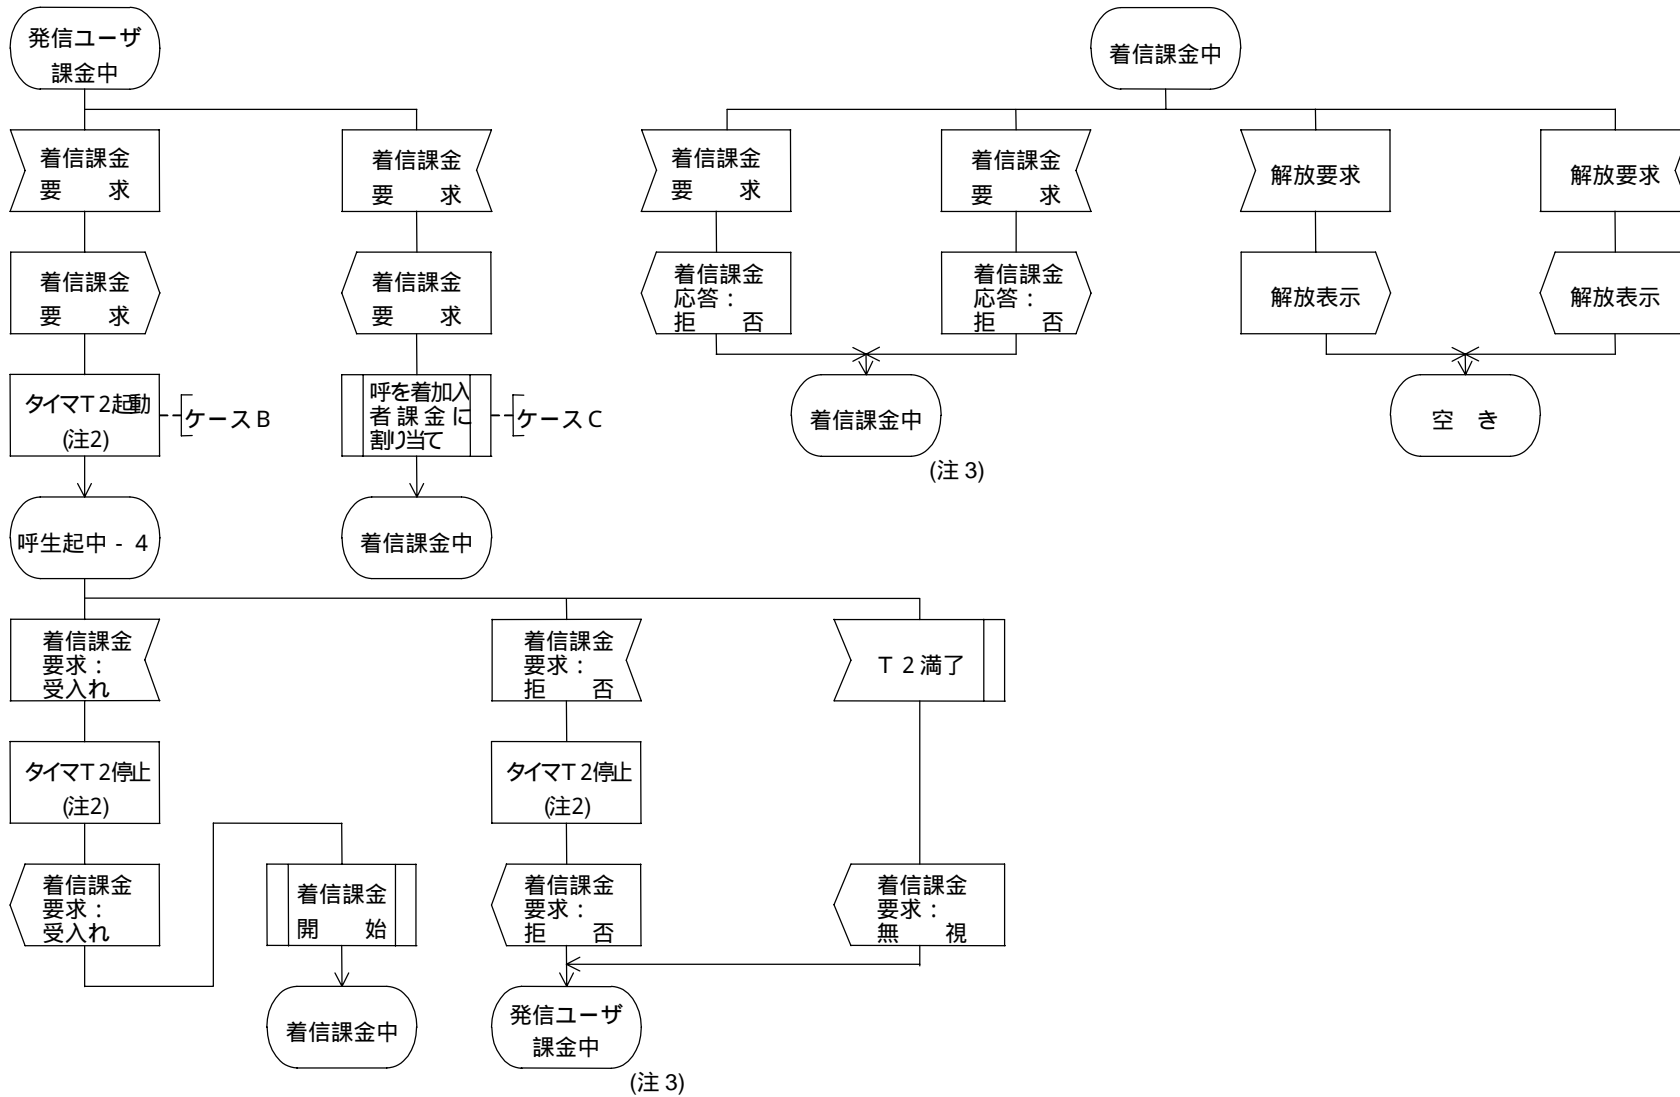 発信ユーザ
課金中
着信課金
要　求
着信課金
要　求
タイマT2起動
(注2)
ケースB
呼生起中 - 4
着信課金
要　求
着信課金
要　求
呼を着加入
者課金に
割り当て
ケースC
着信課金中
着信課金
要求：
受入れ
タイマT2停止
(注2)
着信課金
要求：
受入れ
着信課金
開　始
着信課金中
着信課金
要求：
拒　否
タイマT2停止
(注2)
着信課金
要求：
拒　否
発信ユーザ
課金中
(注3)
T2満了
着信課金
要求：
無　視
着信課金中
着信課金
要　求
着信課金
応答：
拒　否
着信課金
要　求
着信課金
応答：
拒　否
着信課金中
(注3)
解放要求
解放表示
解放要求
解放表示
空　き